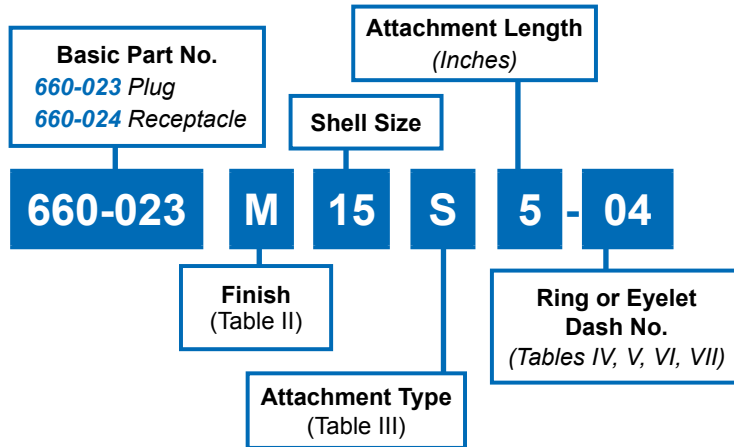 Basic Part No.
660-023 Plug
660-024 Receptacle
Attachment Length
(Inches)
Shell Size
660-023 M 15 S 5 - 04
Finish
(Table II)
Attachment Type
(Table III)
Ring or Eyelet
Dash No.
(Tables IV, V, VI, VII)